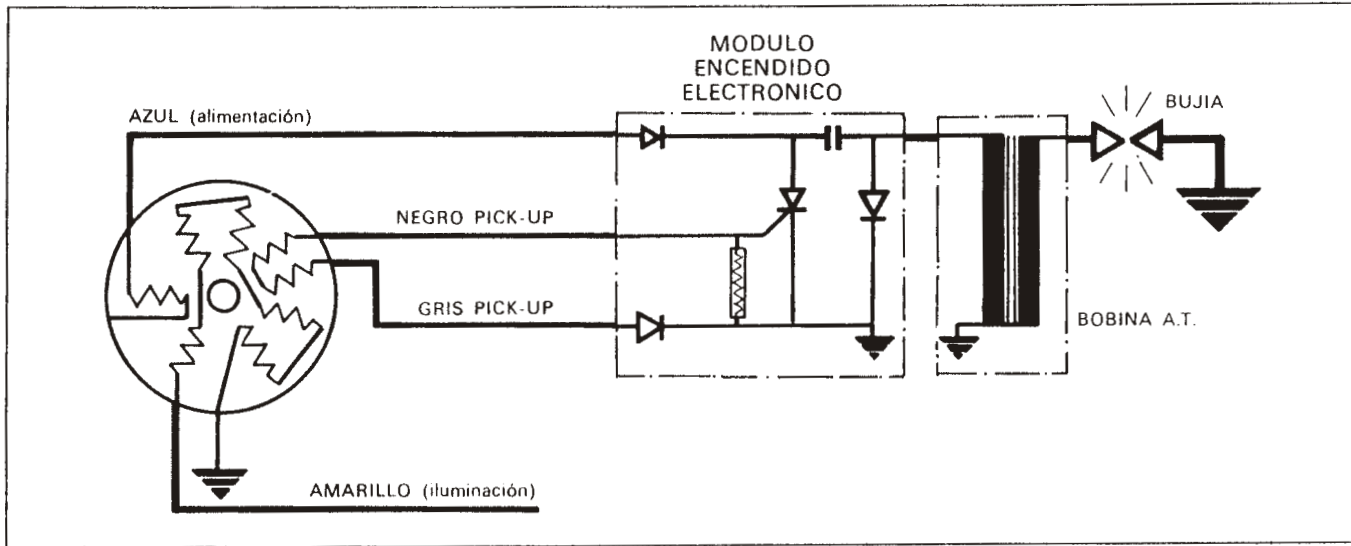 MODULO
ENCENDIDO
ELECTRONICO
BUJIA
AZUL (alimentación)
NEGRO PICK-UP
GRIS PICK-UP
BOBINA A.T.
AMARILLO (iluminación)